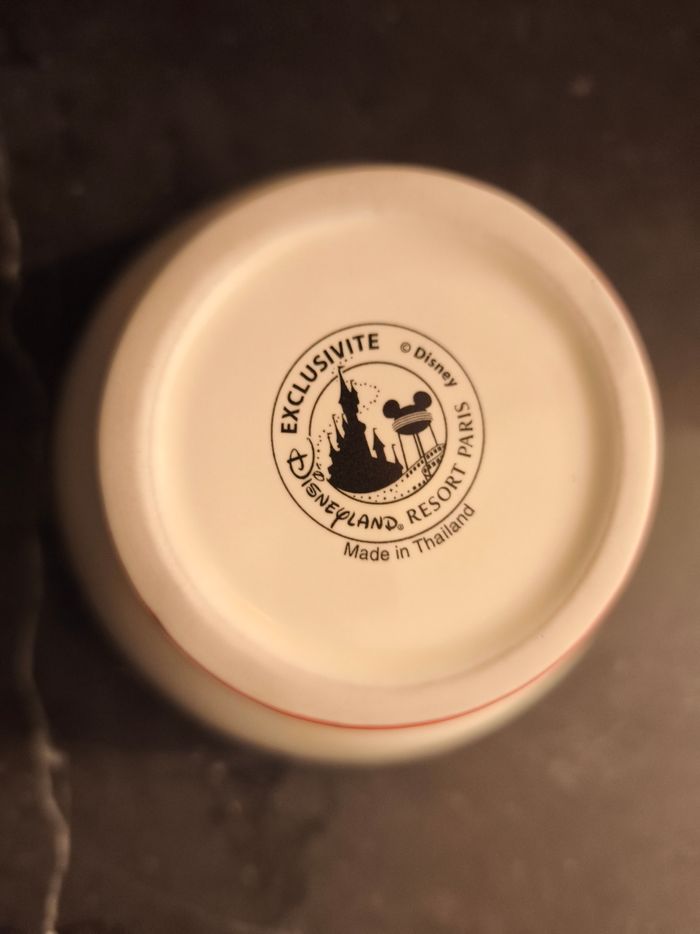 EXCLUSIVITE
© Disney
DISNEYLAND® RESORT PARIS
Made in Thailand